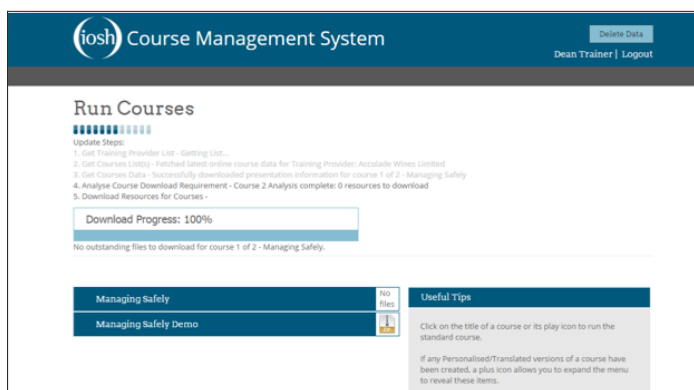 iosh Course Management System
Delete Data
Dean Trainer | Logout
Run Courses
Update Steps:
1. Get Training Provider List - Getting List...
2. Get Courses List(s) - Fetched latest online course data for Training Provider: Accolade Wines Limited
3. Get Courses Data - Successfully downloaded presentation information for course 1 of 2 - Managing Safely
4. Analyse Course Download Requirement - Course 2 Analysis complete: 0 resources to download
5. Download Resources for Courses -
Download Progress: 100%
No outstanding files to download for course 1 of 2 - Managing Safely.
Managing Safely
No
files
Managing Safely Demo
Useful Tips
Click on the title of a course or its play icon to run the
standard course.
If any Personalised/Translated versions of a course have
been created, a plus icon allows you to expand the menu
to reveal these items.